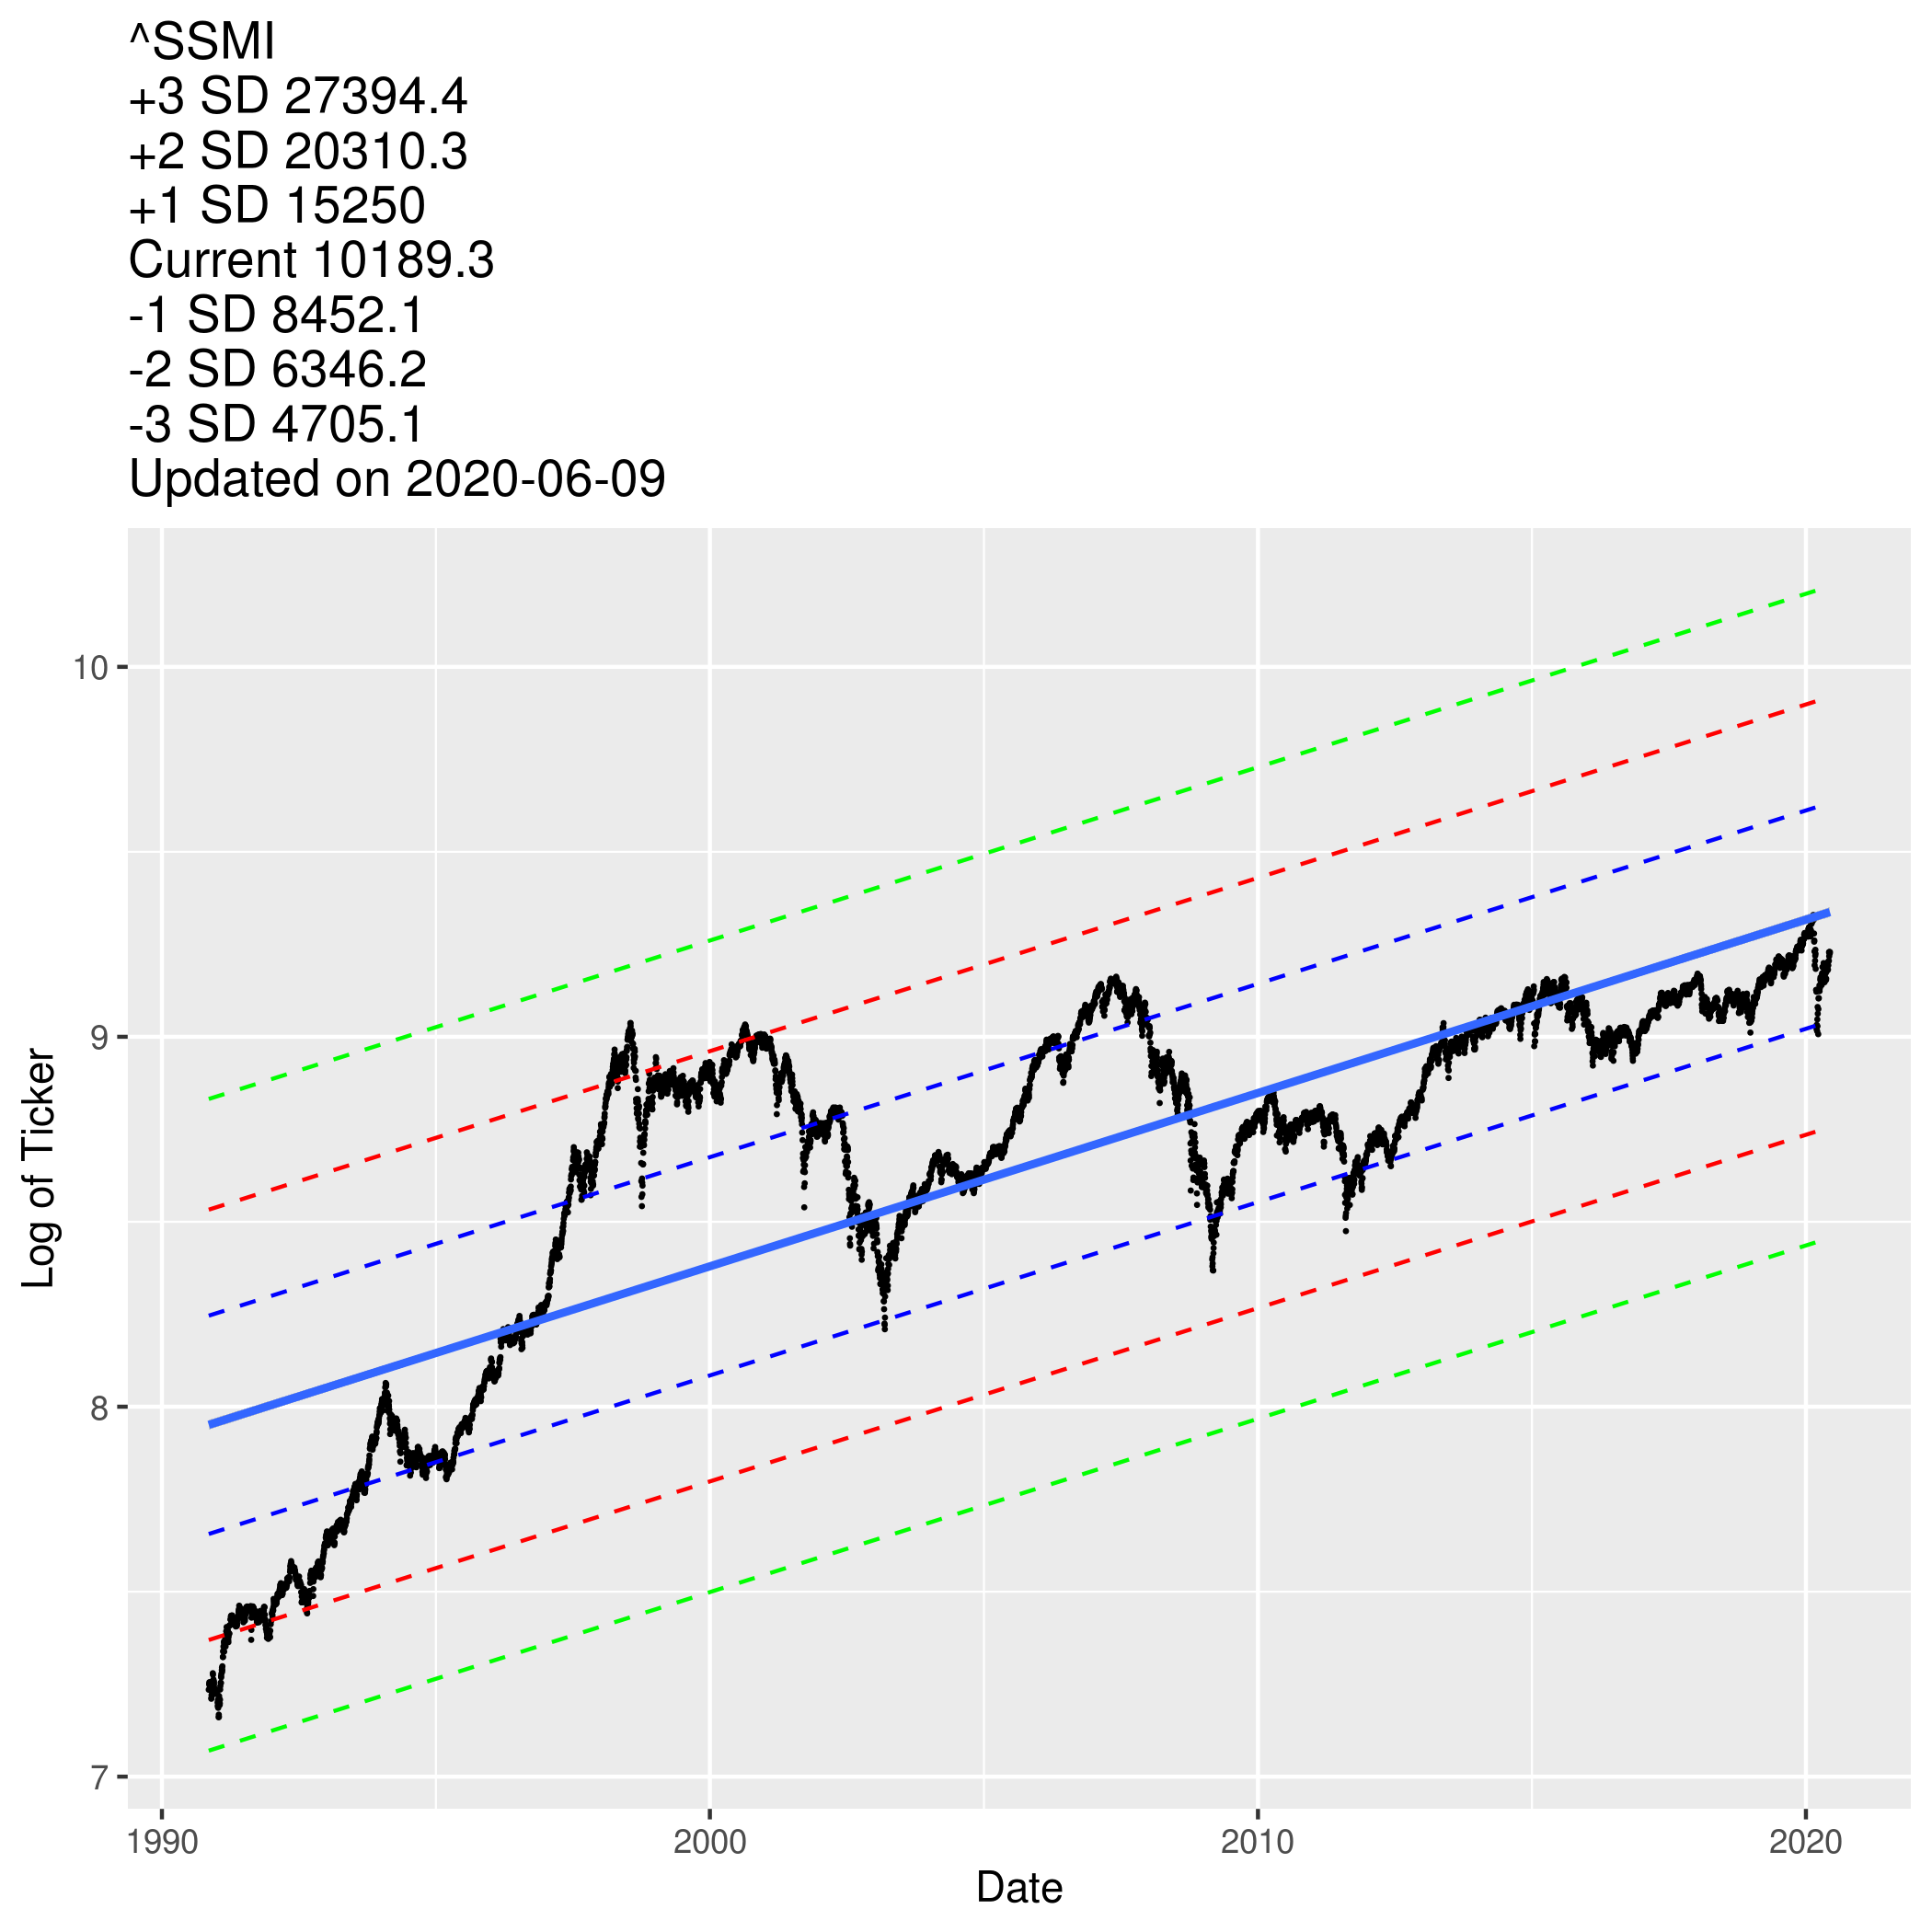 ^SSMI
+3 SD 27394.4
+2 SD 20310.3
+1 SD 15250
Current 10189.3
-1 SD 8452.1
-2 SD 6346.2
-3 SD 4705.1
Updated on 2020-06-09
10
9
8
7
Log of Ticker
1990 2000 2010 2020
Date